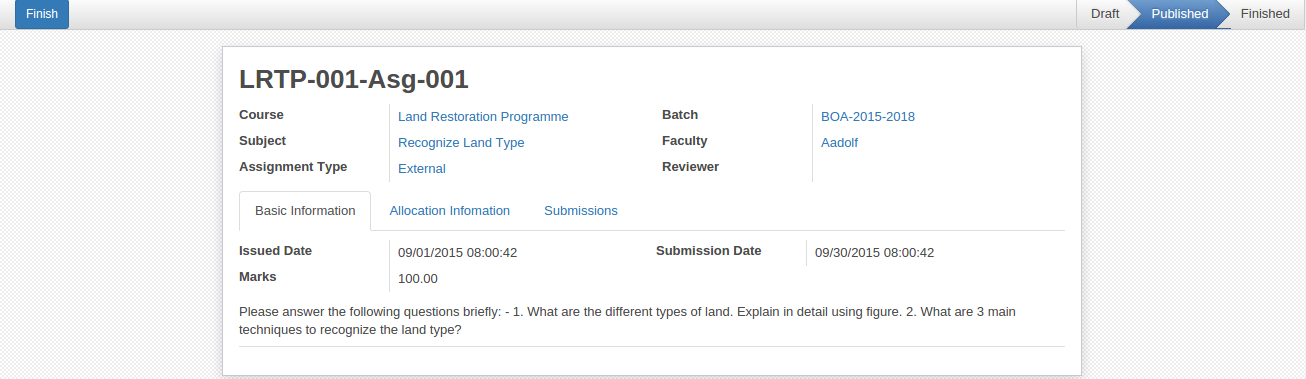 Finish
Draft
Published
Finished
LRTP-001-Asg-001
Course Land Restoration Programme Batch BOA-2015-2018
Subject Recognize Land Type Faculty Aadolf
Assignment Type External Reviewer
Basic Information Allocation Infomation Submissions
Issued Date 09/01/2015 08:00:42 Submission Date 09/30/2015 08:00:42
Marks 100.00
Please answer the following questions briefly: - 1. What are the different types of land. Explain in detail using figure. 2. What are 3 main
techniques to recognize the land type?